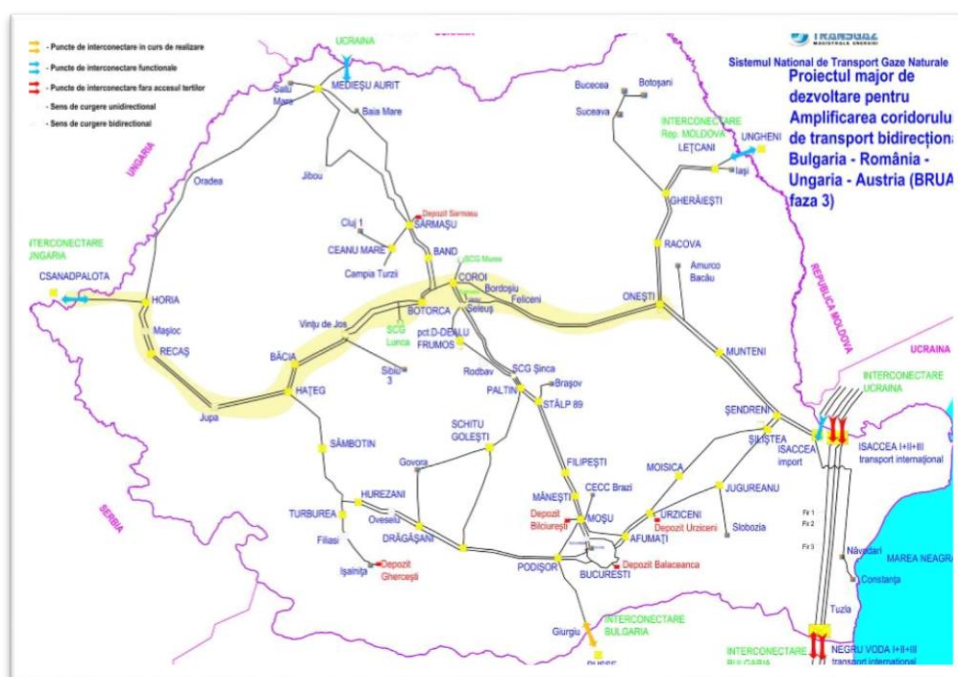 - Puncte de interconectare in curs de realizare
- Puncte de interconectare functionale
- Puncte de interconectare fara accesul tertilor
- Sens de curgere unidirectional
- Sens de curgere bidirectional
UCRAINA
TRANSGAZ
Sistemul National de Transport Gaze Naturale
Proiectul major de
dezvoltare pentru
Amplificarea coridorulu
de transport bidirecționa
Bulgaria - România -
Ungaria - Austria (BRUA
faza 3)
MEDIEŞU AURIT
Satu
Mare
Baia Mare
Bucecea
Botoşani
Suceava
INTERCONECTARE
Rep. MOLDOVA
UNGHENI
LEŢCANI
Iaşi
UNGARIA
Oradea
Jibou
GHERĂIEŞTI
Cluj 1
Depozit Sarmasu
SĂRMAŞU
CEANU MARE
BAND
Campia Turzii
RACOVA
INTERCONECTARE
UNGARIA
CSANADPALOTA
SCG Mures
COROI
Bordoşiu
Amurco
Bacău
REPUBLICA MOLDOVA
HORIA
BOTORCA
Seleuş
Feliceni
ONEŞTI
Maşloc
Vinţu de Jos
SCG
Lunca
pct.D-DEALU
FRUMOS
RECAŞ
BĂCIA
MUNTENI
UCRAINA
Sibiu
3
Rodbav
SCG Şinca
INTERCONECTARE
UCRAINA
HAŢEG
PALTIN
Braşov
STÂLP 89
Jupa
ŞENDRENI
SCHITU
GOLEŞTI
SILIŞTEA
ISACCEA
import
ISACCEA I+II+III
transport international
SÂMBOTIN
Govora
FILIPEŞTI
MOISICA
CECC Brazi
JUGUREANU
HUREZANI
MĂNEŞTI
SERBIA
TURBUREA
Oveselu
Depozit
Bilciureşti
MOŞU
URZICENI
Depozit Urziceni
Slobozia
Fir 1
Fir 2
Filiasi
DRĂGĂŞANI
AFUMAŢI
Fir 3
Işalniţa
Depozit
Gherceşti
PODIŞOR
BUCURESTI
Depozit Balaceanca
Năvodari
MAREA NEAGRA
Constanţa
Tuzla
Giurgiu
INTERCONECTARE
BULGARIA
INTERCONECTARE
NEGRU VODA I+II+III
transport international